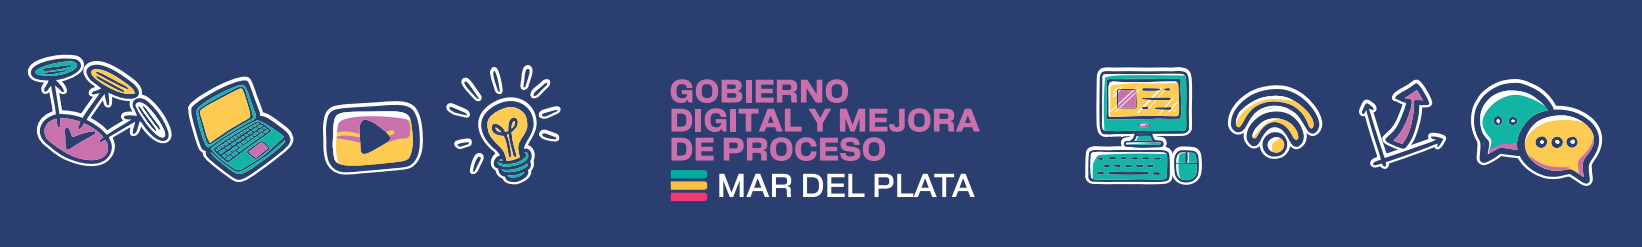 GOBIERNO
DIGITAL Y MEJORA
DE PROCESO
MAR DEL PLATA